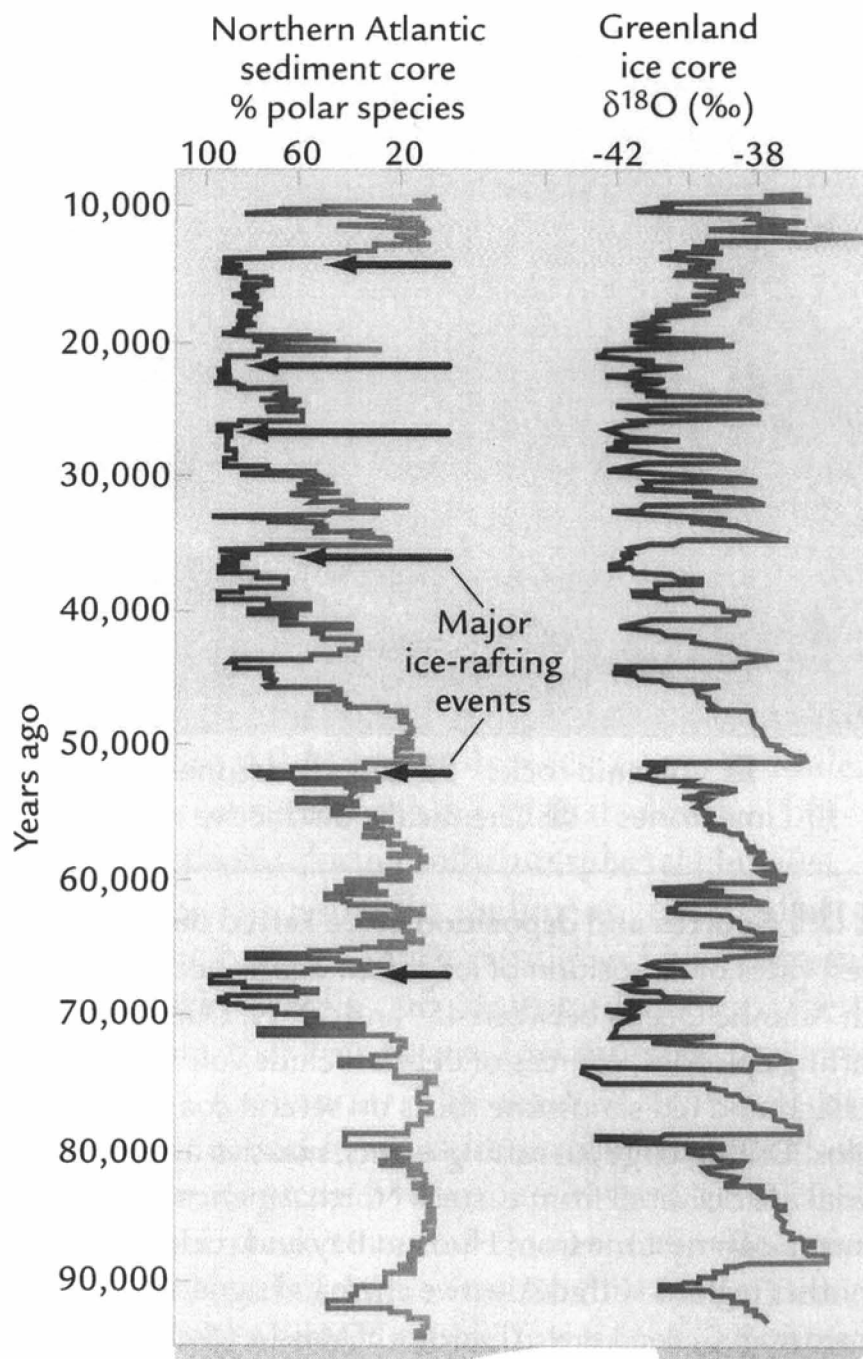 Northern Atlantic
sediment core
% polar species
Greenland
ice core
δ¹⁸O (‰)
100 60 20
-42 -38
10,000
20,000
30,000
40,000
Major
ice-rafting
events
50,000
60,000
70,000
80,000
90,000
Years ago